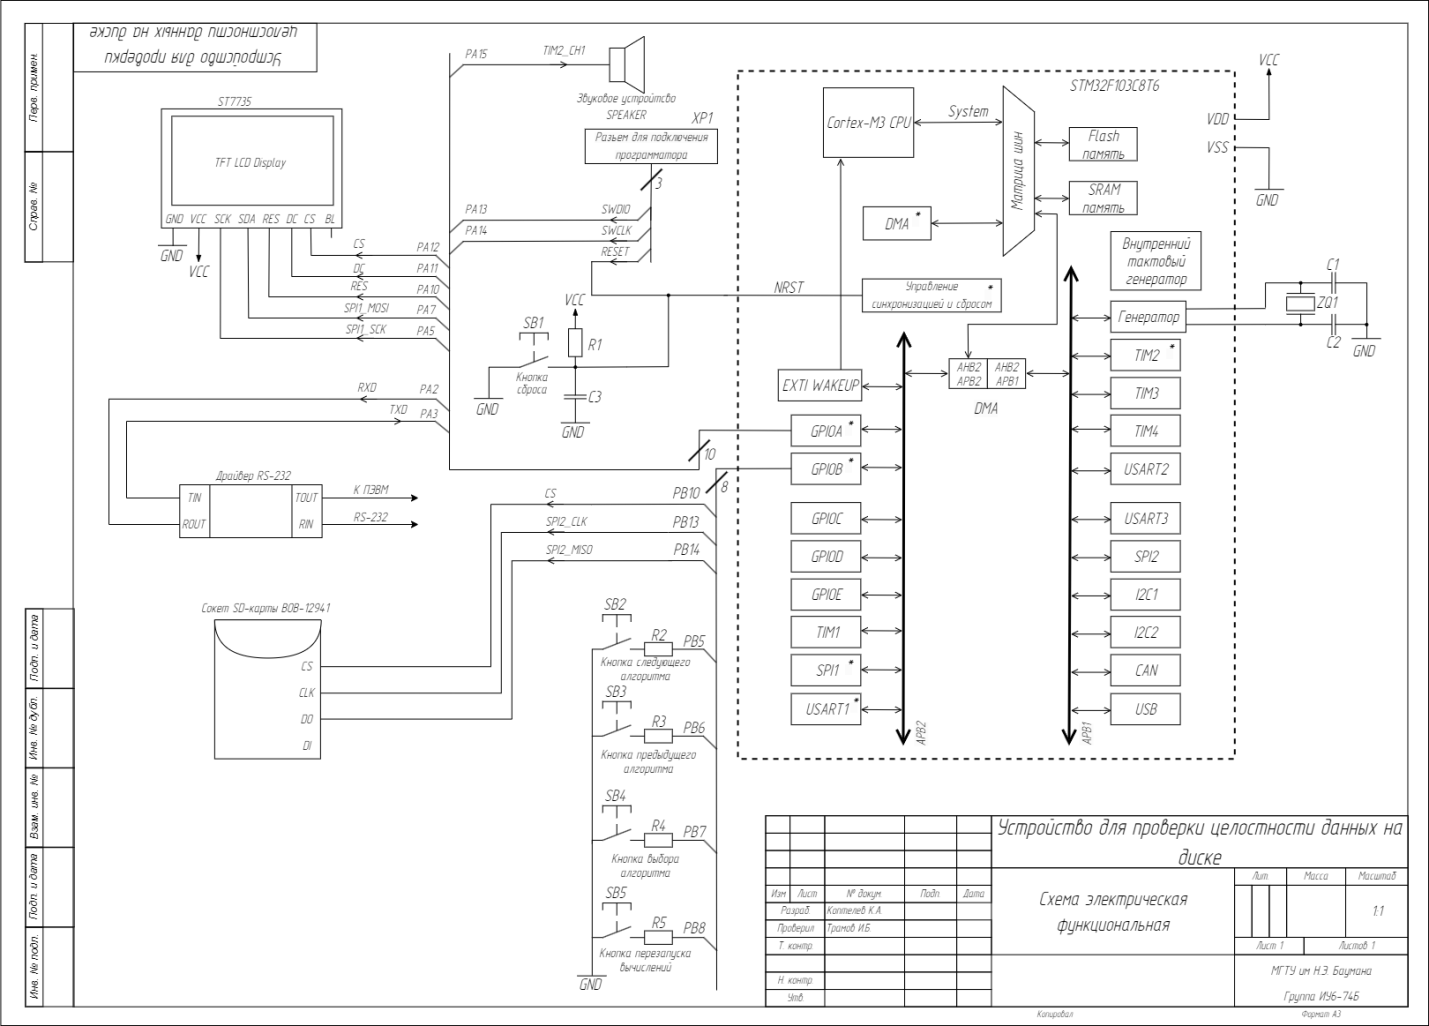 Устройство для проверки
целостности данных на диске
Перв. примен.
Справ. №
Подп. и дата
Инв. № дубл.
Взам. инв. №
Подп. и дата
Инв. № подл.
ST7735
TFT LCD Display
GND VCC SCK SDA RES DC CS BL
GND
VCC
CS PA12
DC PA11
RES PA10
SPI1_MOSI PA7
SPI1_SCK PA5
RXD PA2
TXD PA3
PA15 TIM2_CH1
Звуковое устройтсво
SPEAKER
XP1
Разьем для подключения
программатора
3
PA13 SWDIO
PA14 SWCLK
RESET
NRST
VCC
SB1
R1
Кнопка
сброса
C3
GND
GND
Драйвер RS-232
TIN TOUT К ПЭВМ
ROUT RIN RS-232
10
8
CS PB10
SPI2_CLK PB13
SPI2_MISO PB14
Сокет SD-карты BOB-12941
CS
CLK
DO
DI
SB2
R2 PB5
Кнопка следующего
алгоритма
SB3
R3 PB6
Кнопка предыдущего
алгоритма
SB4
R4 PB7
Кнопка выбора
алгоритма
SB5
R5 PB8
Кнопка перезапуска
вычислений
GND
STM32F103C8T6
Cortex-M3 CPU
System
Матрица шин
Flash
память
SRAM
память
DMA *
Внутренний
тактовый
генератор
Управление *
синхронизацией и сбросом
Генератор
EXTI WAKEUP
AHB2 AHB2
APB2 APB1
DMA
GPIOA *
GPIOB *
GPIOC
GPIOD
GPIOE
TIM1
SPI1 *
USART1 *
APB2
TIM2 *
TIM3
TIM4
USART2
USART3
SPI2
I2C1
I2C2
CAN
USB
APB1
VCC
VDD
VSS
GND
C1
ZQ1
C2
GND
Устройство для проверки целостности данных на
диске
Схема электрическая
функциональная
Лит. Масса Масштаб
1:1
Лист 1 Листов 1
МГТУ им Н.Э. Баумана
Группа ИУ6-74Б
Изм Лист № докум. Подп. Дата
Разраб. Коптелев К.А.
Проверил Трамов И.Б.
Т. контр.
Н. контр.
Утв.
Копировал Формат А3